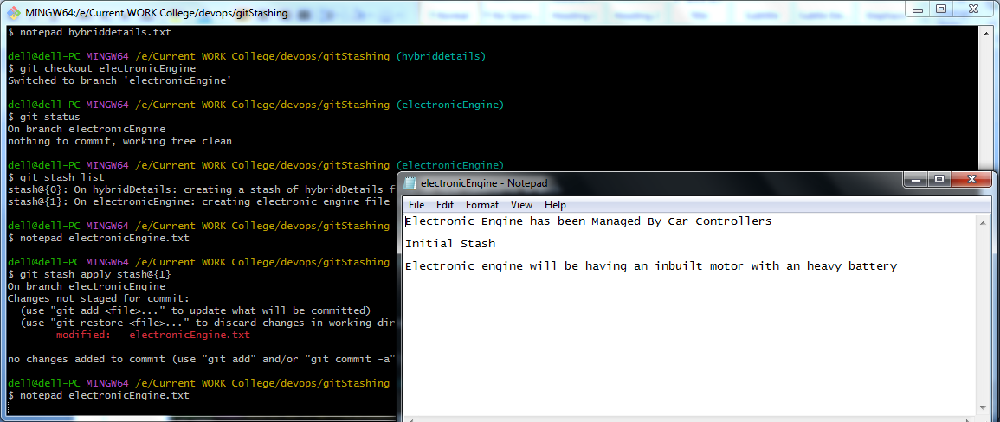 MINGW64:/e/Current WORK College/devops/gitStashing
$ notepad hybriddetails.txt
dell@dell-PC MINGW64 /e/Current WORK College/devops/gitStashing (hybriddetails)
$ git checkout electronicEngine
Switched to branch 'electronicEngine'
dell@dell-PC MINGW64 /e/Current WORK College/devops/gitStashing (electronicEngine)
$ git status
On branch electronicEngine
nothing to commit, working tree clean
dell@dell-PC MINGW64 /e/Current WORK College/devops/gitStashing (electronicEngine)
$ git stash list
stash@{0}: On hybridDetails: creating a stash of hybridDetails f
stash@{1}: On electronicEngine: creating electronic engine file
dell@dell-PC MINGW64 /e/Current WORK College/devops/gitStashing
$ notepad electronicEngine.txt
dell@dell-PC MINGW64 /e/Current WORK College/devops/gitStashing
$ git stash apply stash@{1}
On branch electronicEngine
Changes not staged for commit:
(use "git add <file>..." to update what will be committed)
(use "git restore <file>..." to discard changes in working dir
modified:   electronicEngine.txt
no changes added to commit (use "git add" and/or "git commit -a"
dell@dell-PC MINGW64 /e/Current WORK College/devops/gitStashing
$ notepad electronicEngine.txt
electronicEngine - Notepad
File Edit Format View Help
Electronic Engine has been Managed By Car Controllers
Initial Stash
Electronic engine will be having an inbuilt motor with an heavy battery